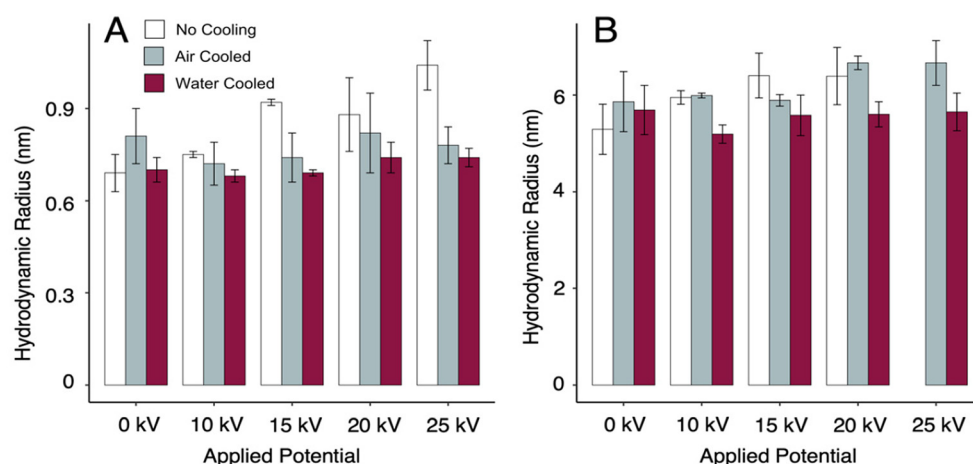 A
No Cooling
Air Cooled
Water Cooled
Hydrodynamic Radius (nm)
0.9
0.6
0.3
0
0 kV 10 kV 15 kV 20 kV 25 kV
Applied Potential
B
Hydrodynamic Radius (nm)
6
4
2
0
0 kV 10 kV 15 kV 20 kV 25 kV
Applied Potential